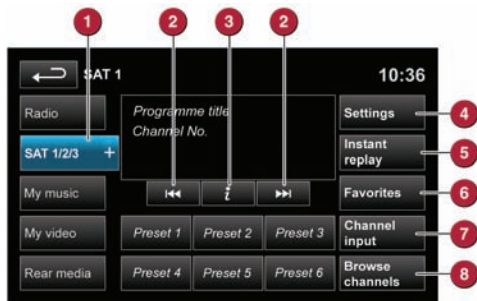 1 2 3 2
SAT 1 10:36
Radio
SAT 1/2/3 +
My music
My video
Rear media
Programme title
Channel No.
i
Preset 1 Preset 2 Preset 3
Preset 4 Preset 5 Preset 6
Settings 4
Instant
replay 5
Favorites 6
Channel
input 7
Browse
channels 8